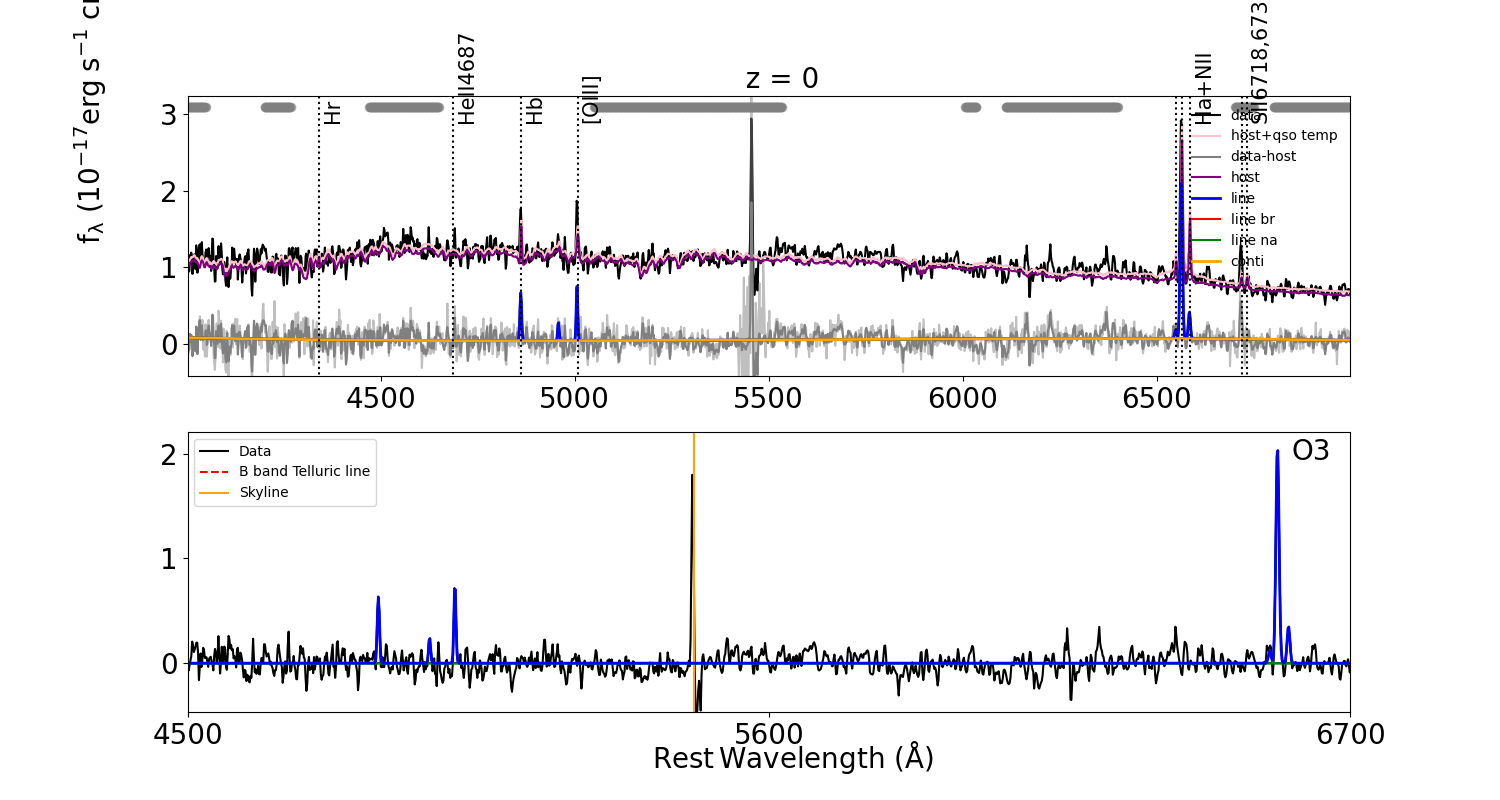 z = 0
Hr
HeII4687
Hb
[OIII]
Ha+NII
SII6718,673
3
2
1
0
data
host+qso temp
data-host
host
line
line br
line na
conti
4500
5000
5500
6000
6500
2
1
0
Data
B band Telluric line
Skyline
O3
4500
5600
6700
Rest Wavelength (Å)
fλ (10−17erg s−1